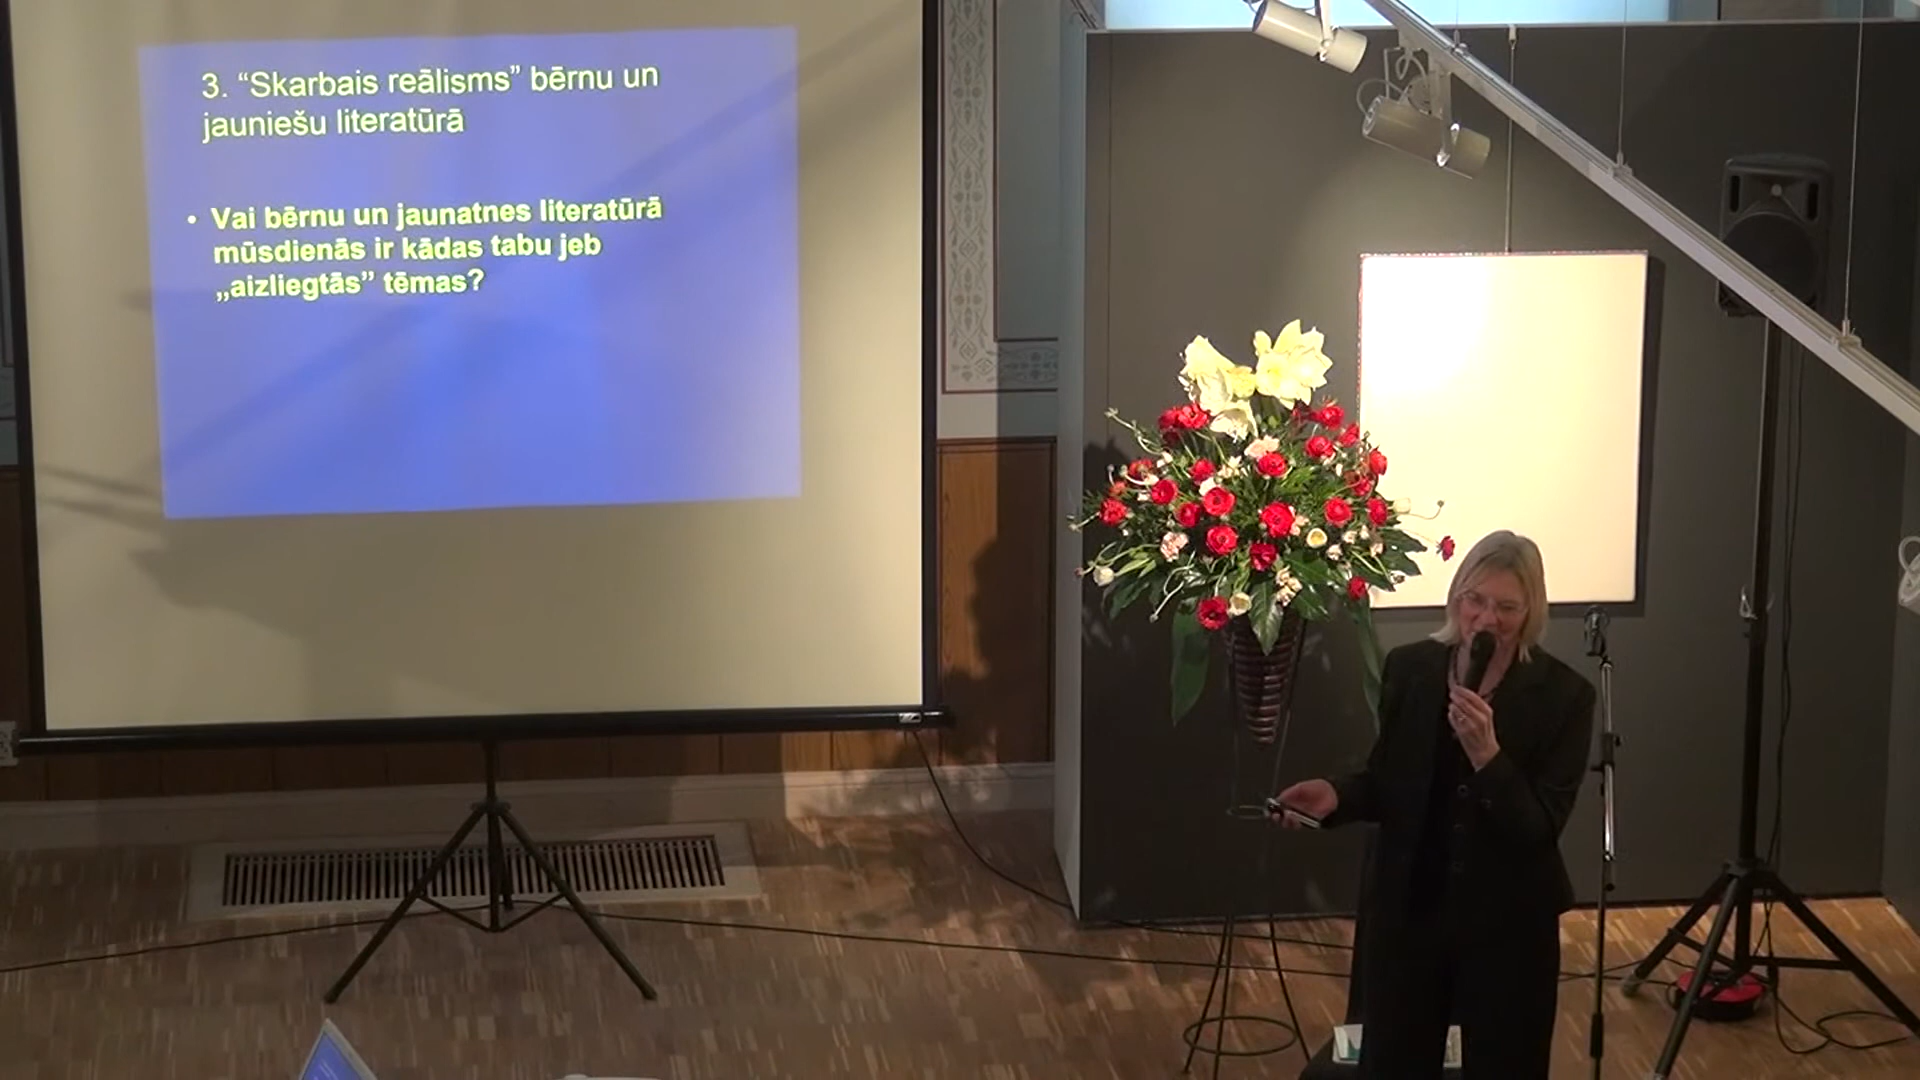 3. “Skarbais reālisms” bērnu un
jauniešu literatūrā
• Vai bērnu un jaunatnes literatūrā
mūsdienās ir kādas tabu jeb
„aizliegtās” tēmas?